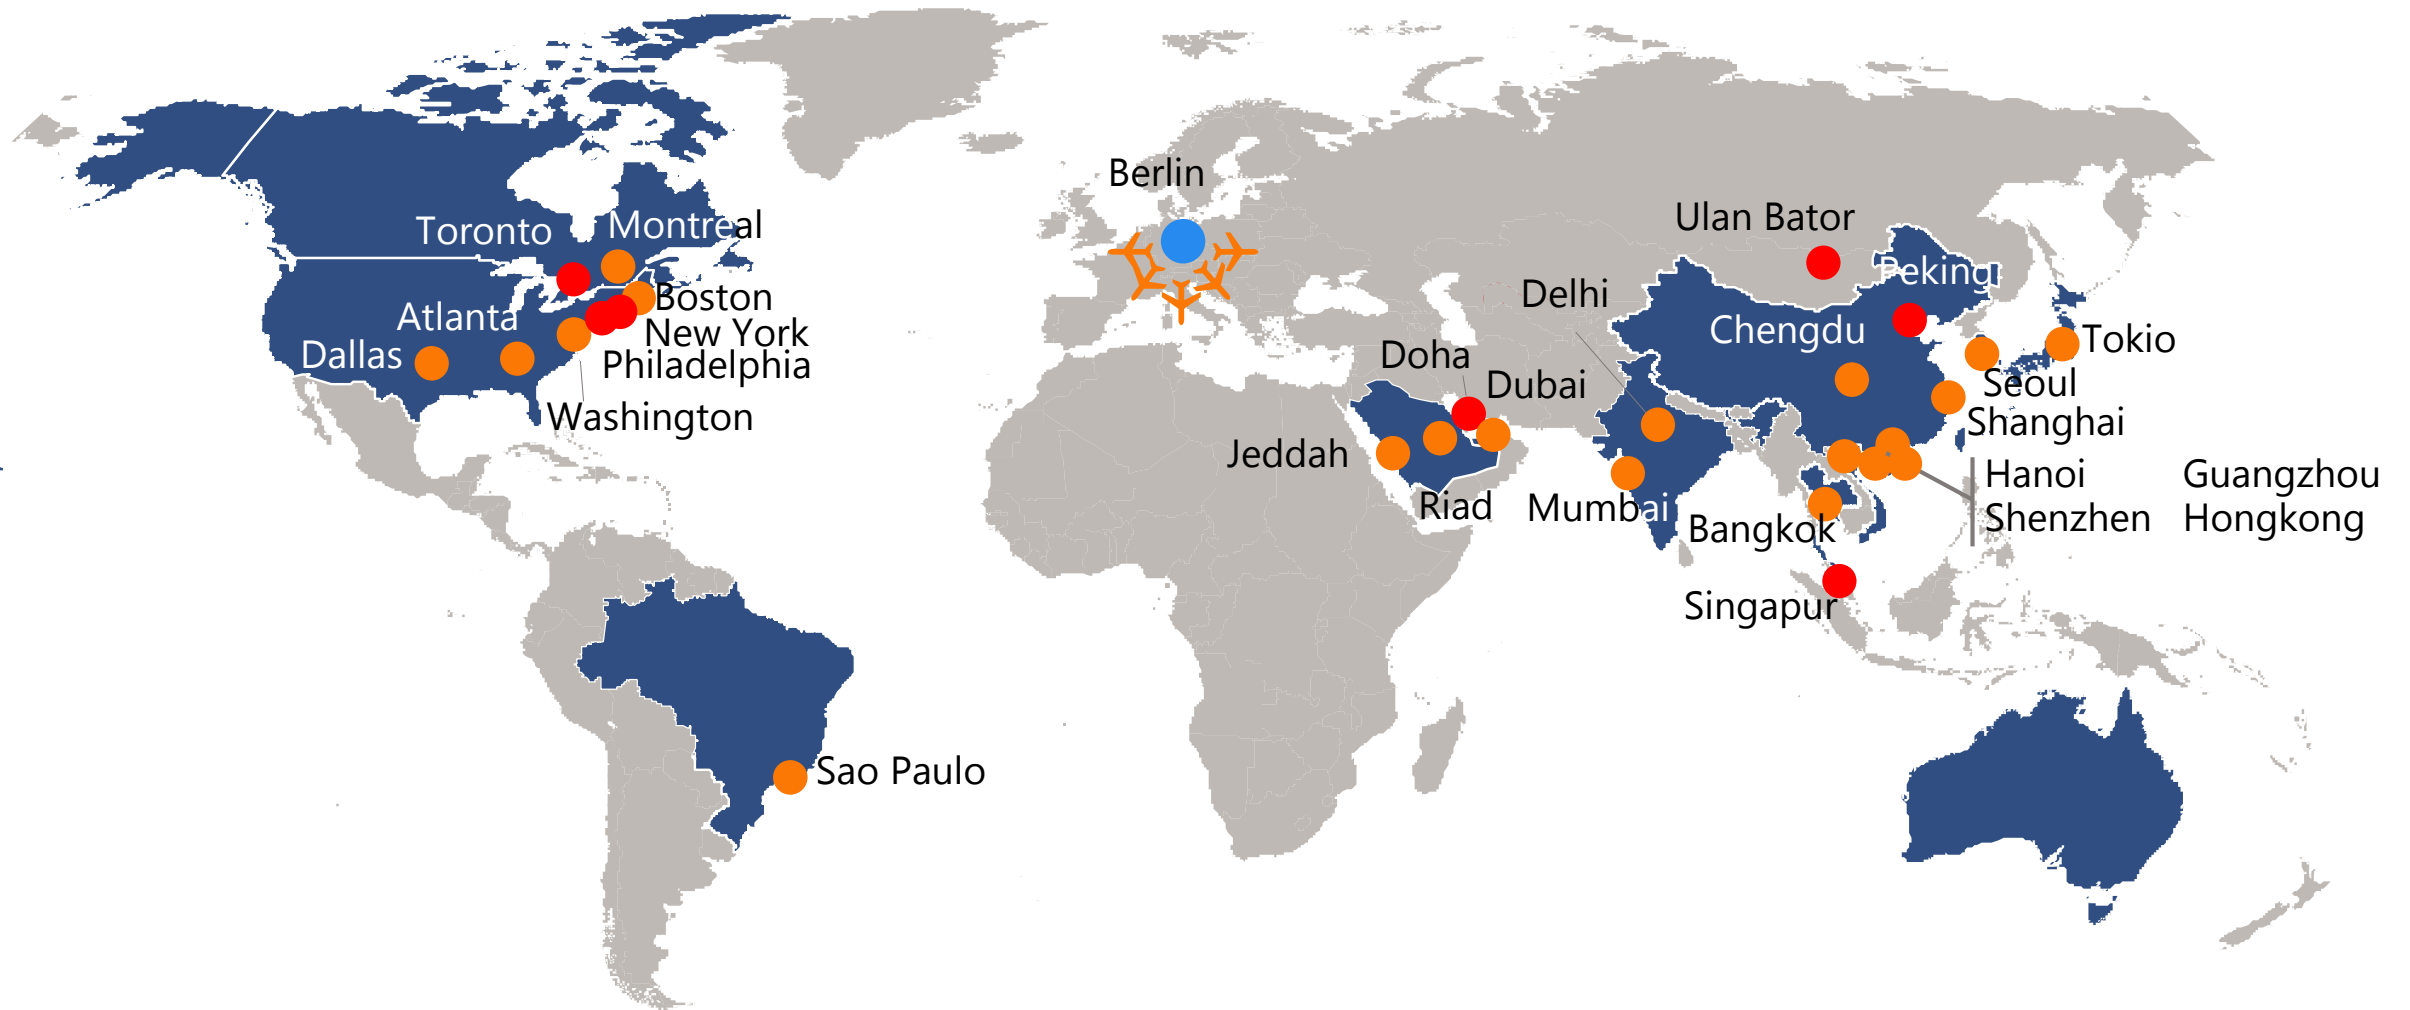 Berlin
Toronto
Montreal
Ulan Bator
Peking
Delhi
Boston
Atlanta
New York
Chengdu
Tokio
Dallas
Philadelphia
Doha
Dubai
Seoul
Washington
Shanghai
Jeddah
Riad
Mumbai
Bangkok
Hanoi Guangzhou
Shenzhen Hongkong
Singapur
Sao Paulo